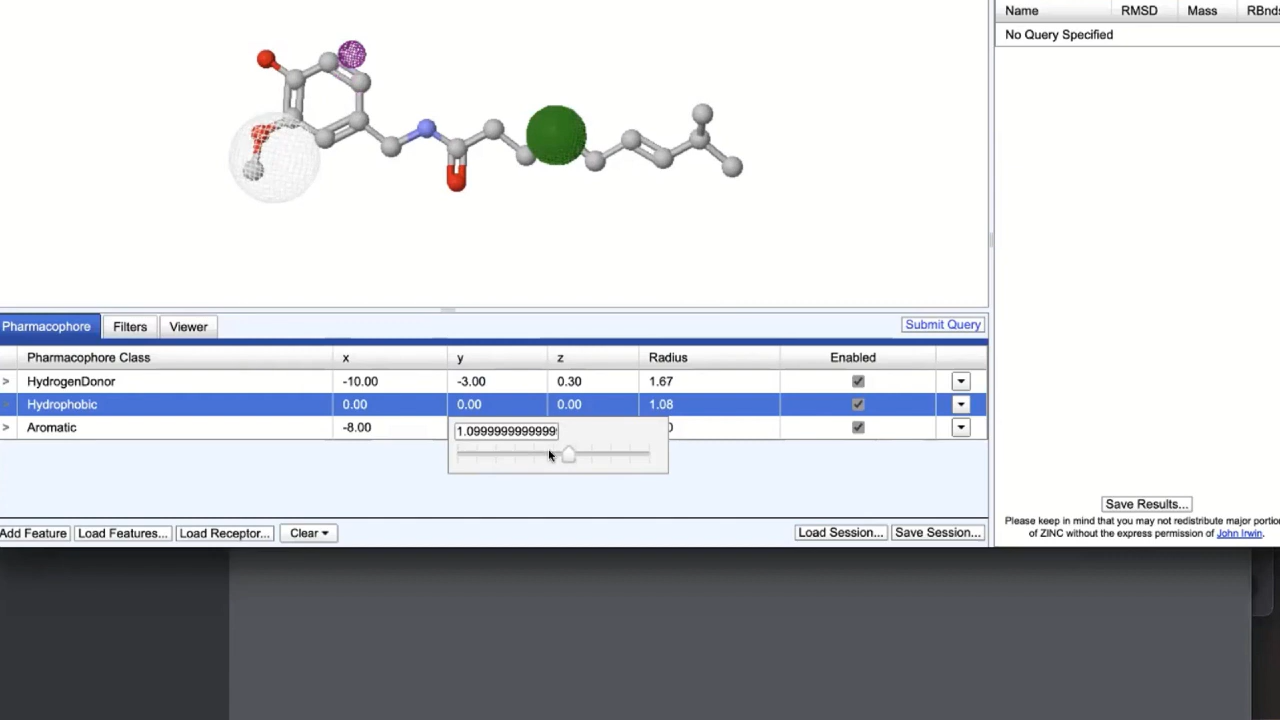 Name RMSD Mass RBnds
No Query Specified
Pharmacophore Filters Viewer Submit Query
Pharmacophore Class x y z Radius Enabled
> HydrogenDonor -10.00 -3.00 0.30 1.67
> Hydrophobic 0.00 0.00 0.00 1.08
> Aromatic -8.00 0
1.0999999999999
Save Results...
Please keep in mind that you may not redistribute major portion
of ZINC without the express permission of John Irwin.
Add Feature Load Features... Load Receptor... Clear Load Session... Save Session...